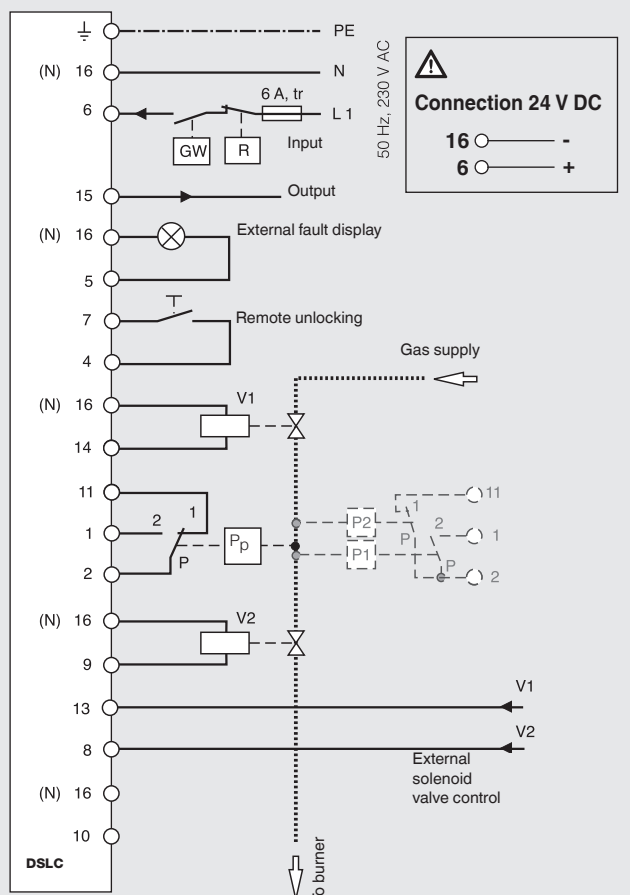 PE
(N) 16 N
6 6 A, tr L 1
GW R Input
50 Hz, 230 V AC
Connection 24 V DC
16 -
6 +
15 Output
(N) 16 External fault display
5
7 Remote unlocking
4
Gas supply
(N) 16 V1
14
11
1 2 1
Pp
2 P
P2 1 11
P 2 1
P1 P 2
(N) 16 V2
9
13 V1
8 V2
External
solenoid
valve control
(N) 16
10
DSLC
burner